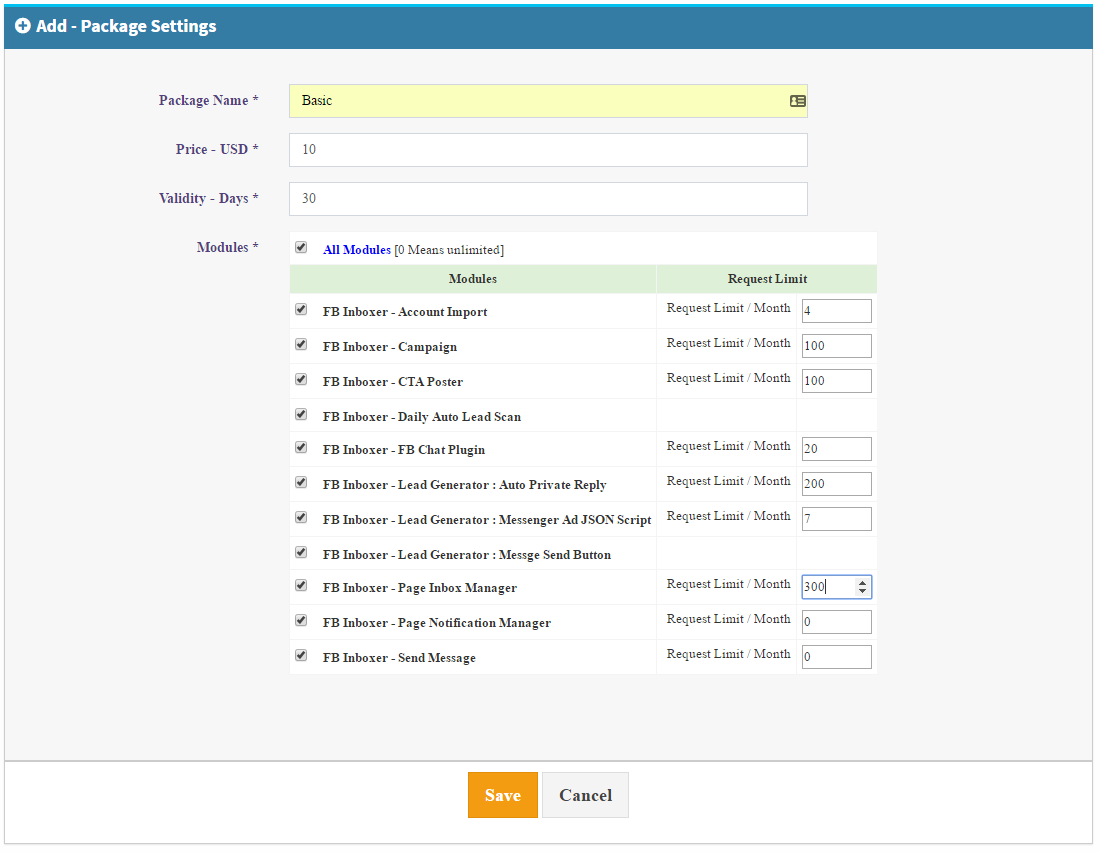 Add - Package Settings
Package Name * Basic
Price - USD * 10
Validity - Days * 30
Modules * All Modules [0 Means unlimited]
Modules Request Limit
FB Inboxer - Account Import Request Limit / Month 4
FB Inboxer - Campaign Request Limit / Month 100
FB Inboxer - CTA Poster Request Limit / Month 100
FB Inboxer - Daily Auto Lead Scan
FB Inboxer - FB Chat Plugin Request Limit / Month 20
FB Inboxer - Lead Generator : Auto Private Reply Request Limit / Month 200
FB Inboxer - Lead Generator : Messenger Ad JSON Script Request Limit / Month 7
FB Inboxer - Lead Generator : Messge Send Button
FB Inboxer - Page Inbox Manager Request Limit / Month 300
FB Inboxer - Page Notification Manager Request Limit / Month 0
FB Inboxer - Send Message Request Limit / Month 0
Save Cancel